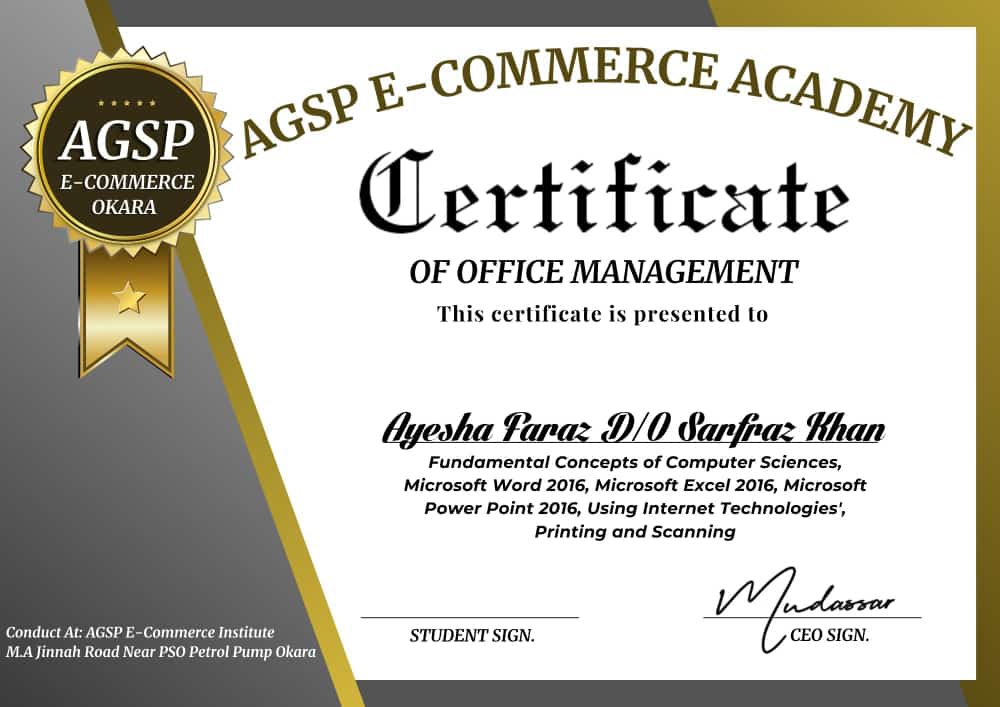 AGSP E-COMMERCE ACADEMY
AGSP
E-COMMERCE
OKARA
Certificate
OF OFFICE MANAGEMENT
This certificate is presented to
Ayesha Faraz D/O Sarfraz Khan
Fundamental Concepts of Computer Sciences,
Microsoft Word 2016, Microsoft Excel 2016, Microsoft
Power Point 2016, Using Internet Technologies',
Printing and Scanning
Mudassar
STUDENT SIGN.
CEO SIGN.
Conduct At: AGSP E-Commerce Institute
M.A Jinnah Road Near PSO Petrol Pump Okara